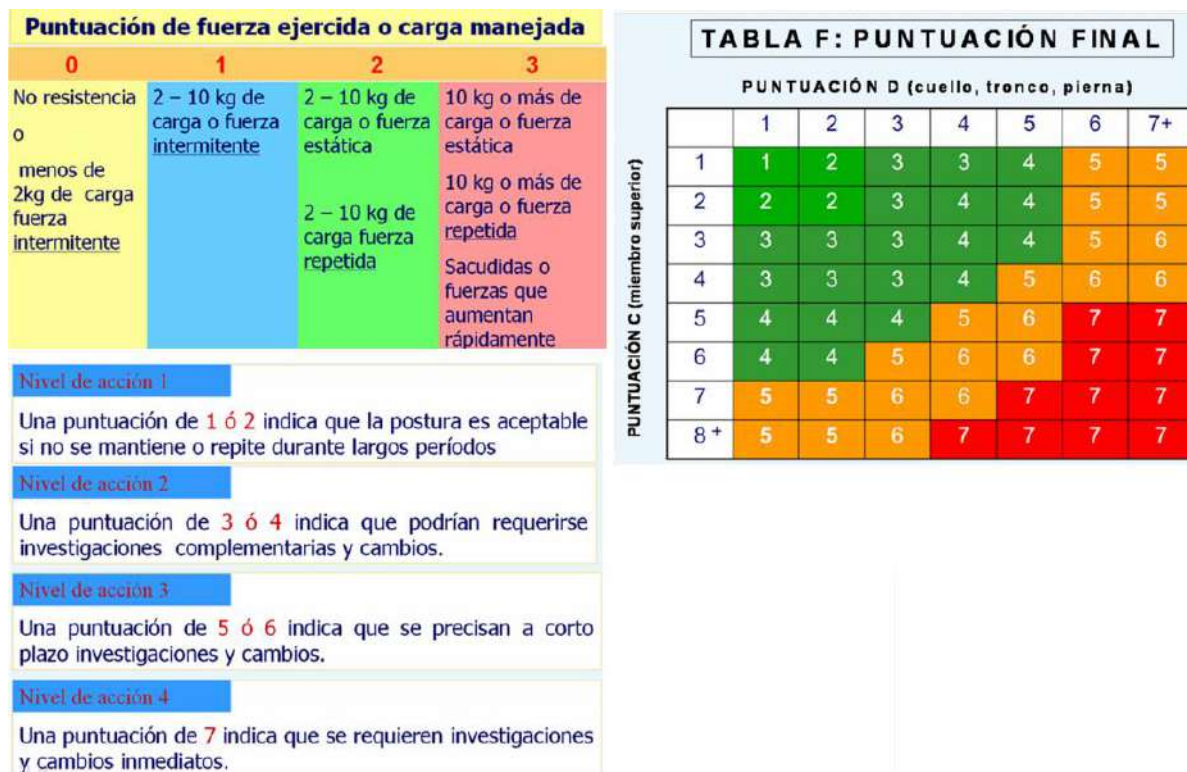 Puntuación de fuerza ejercida o carga manejada
0 1 2 3
No resistencia
o
menos de
2kg de carga
fuerza
intermitente
2 – 10 kg de
carga o fuerza
intermitente
2 – 10 kg de
carga o fuerza
estática
2 – 10 kg de
carga fuerza
repetida
10 kg o más de
carga o fuerza
estática
10 kg o más de
carga o fuerza
repetida
Sacudidas o
fuerzas que
aumentan
rápidamente
Nivel de acción 1
Una puntuación de 1 ó 2 indica que la postura es aceptable
si no se mantiene o repite durante largos períodos
Nivel de acción 2
Una puntuación de 3 ó 4 indica que podrían requerirse
investigaciones complementarias y cambios.
Nivel de acción 3
Una puntuación de 5 ó 6 indica que se precisan a corto
plazo investigaciones y cambios.
Nivel de acción 4
Una puntuación de 7 indica que se requieren investigaciones
y cambios inmediatos.
TABLA F: PUNTUACIÓN FINAL
PUNTUACIÓN D (cuello, tronco, pierna)
PUNTUACIÓN C (miembro superior)
1 2 3 4 5 6 7+
1 1 2 3 3 4 5 5
2 2 2 3 4 4 5 5
3 3 3 3 4 4 5 6
4 3 3 3 4 5 6 6
5 4 4 4 5 6 7 7
6 4 4 5 6 6 7 7
7 5 5 6 6 7 7 7
8+ 5 5 6 7 7 7 7